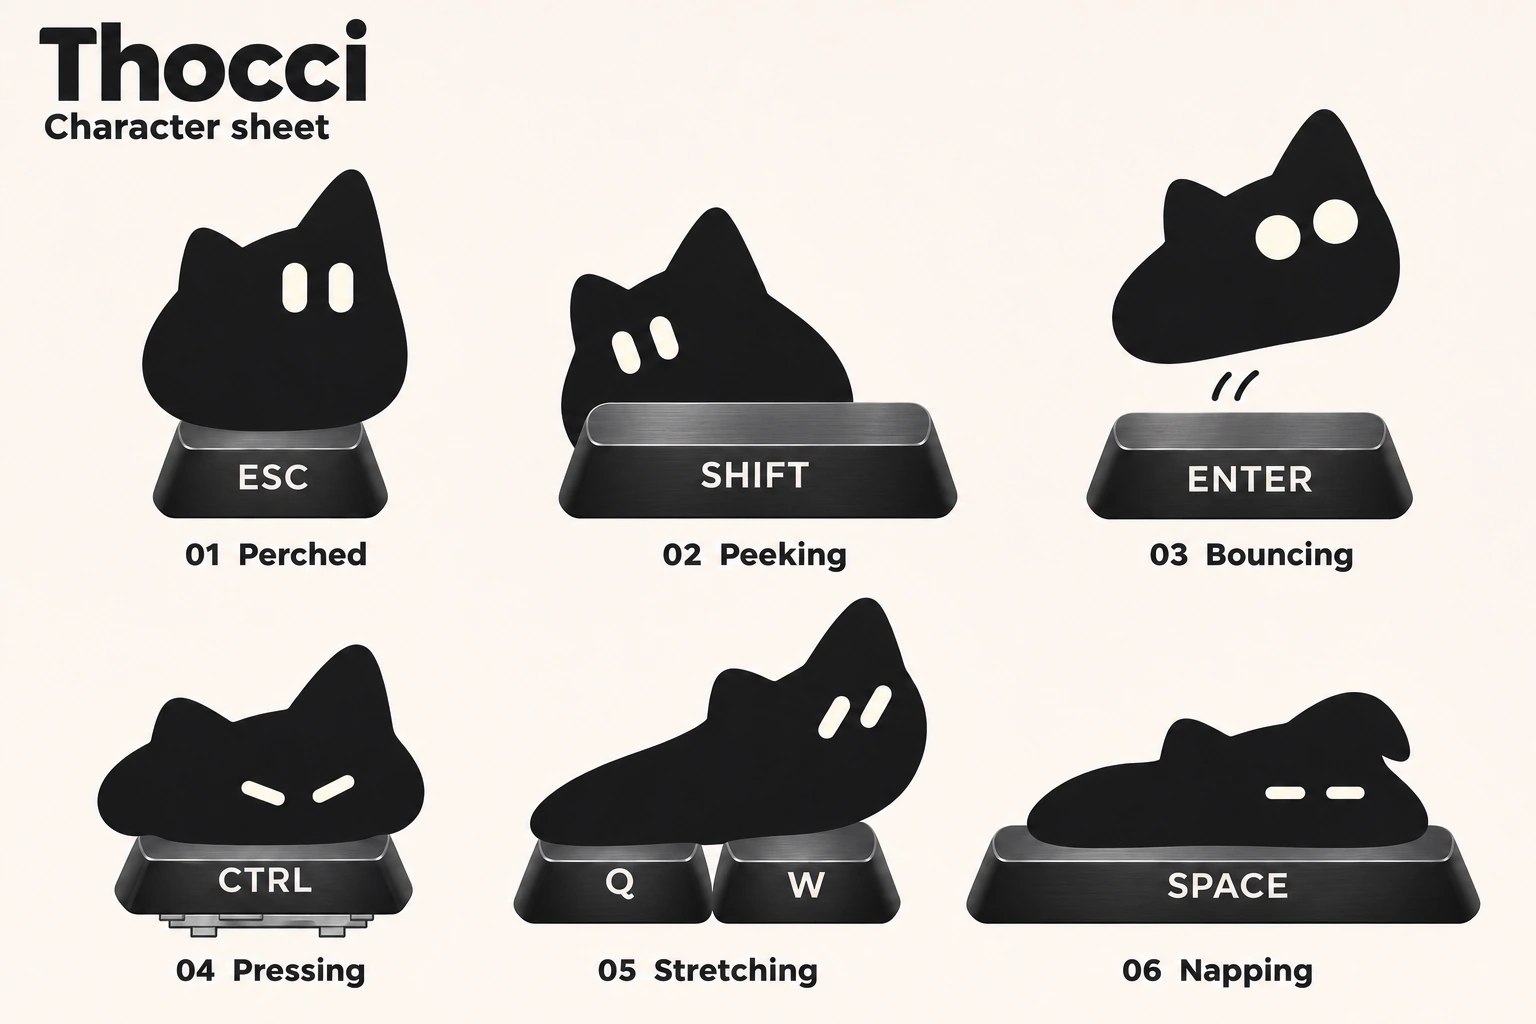 Thocci
Character sheet
ESC
SHIFT
ENTER
01 Perched
02 Peeking
03 Bouncing
CTRL
Q
W
SPACE
04 Pressing
05 Stretching
06 Napping